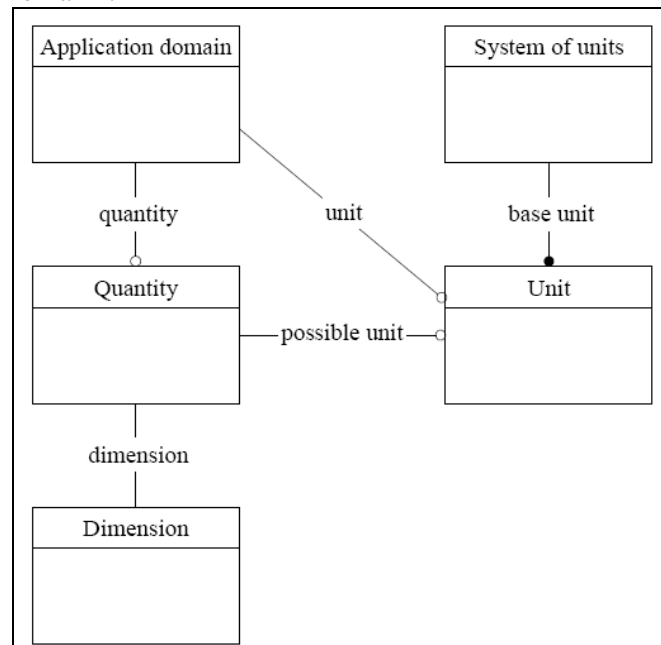 Application domain
System of units
quantity
unit
base unit
Quantity
Unit
possible unit
dimension
Dimension